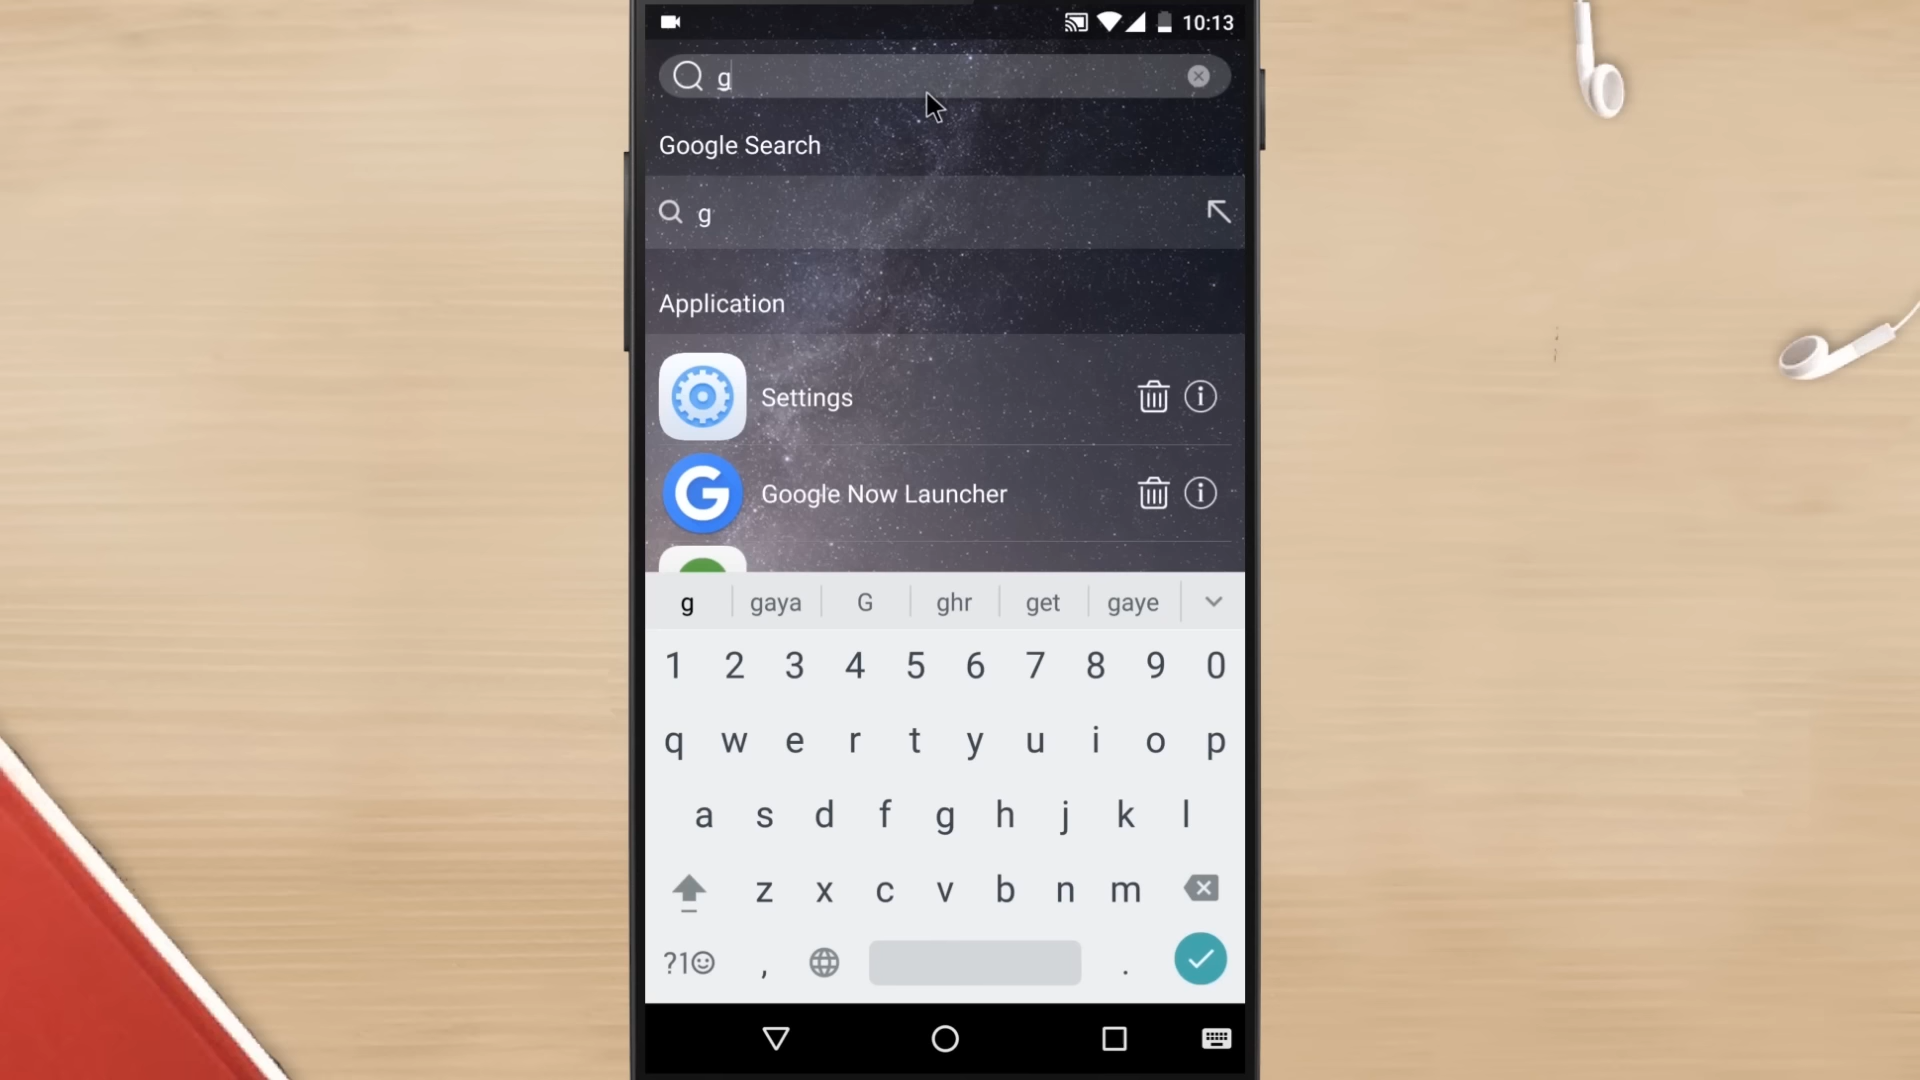 10:13
g
Google Search
g
Application
Settings
Google Now Launcher
g gaya G ghr get gaye
1 2 3 4 5 6 7 8 9 0
q w e r t y u i o p
a s d f g h j k l
z x c v b n m
?1☺ , .